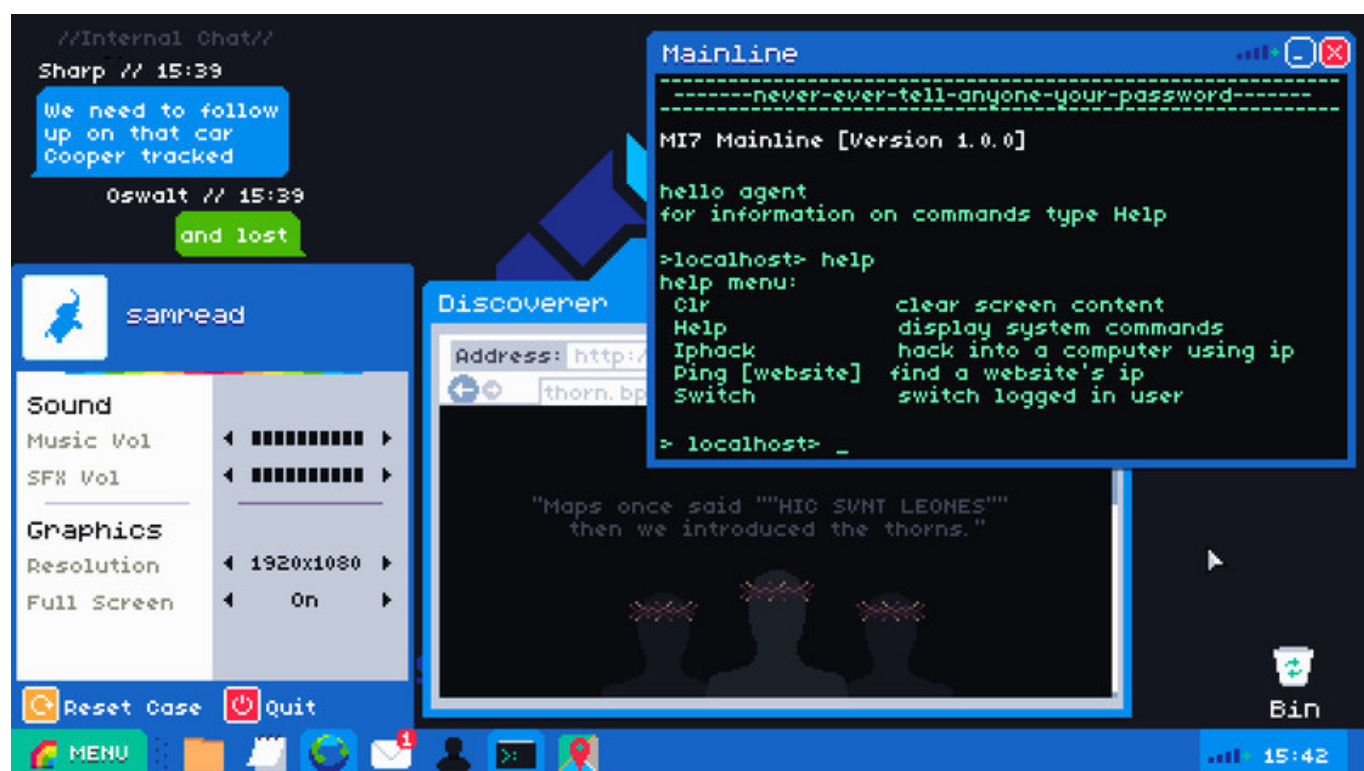 //Internal Chat//
Sharp // 15:39
We need to follow
up on that car
Cooper tracked
Oswalt // 15:39
and lost
samread
Sound
Music Vol
SFX Vol
Graphics
Resolution 1920x1080
Full Screen On
Reset Case Quit
Discoverer
Address: http:/
thorn.bp
"Maps once said ""HIC SVNT LEONES""
then we introduced the thorns."
Mainline
-------never-ever-tell-anyone-your-password-------
MI7 Mainline [Version 1.0.0]
hello agent
for information on commands type Help
>localhost> help
help menu:
Clr clear screen content
Help display system commands
Iphack hack into a computer using ip
Ping [website] find a website's ip
Switch switch logged in user
> localhost> _
Bin
MENU
1
15:42